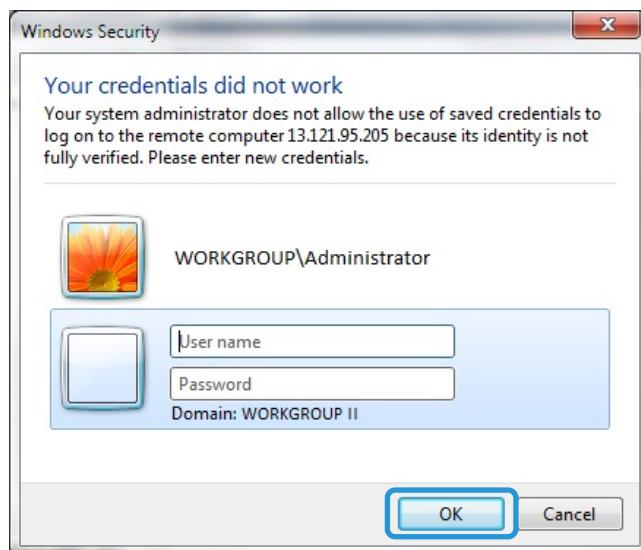 Windows Security
Your credentials did not work
Your system administrator does not allow the use of saved credentials to
log on to the remote computer 13.121.95.205 because its identity is not
fully verified. Please enter new credentials.
WORKGROUP\Administrator
User name
Password
Domain: WORKGROUP II
OK
Cancel